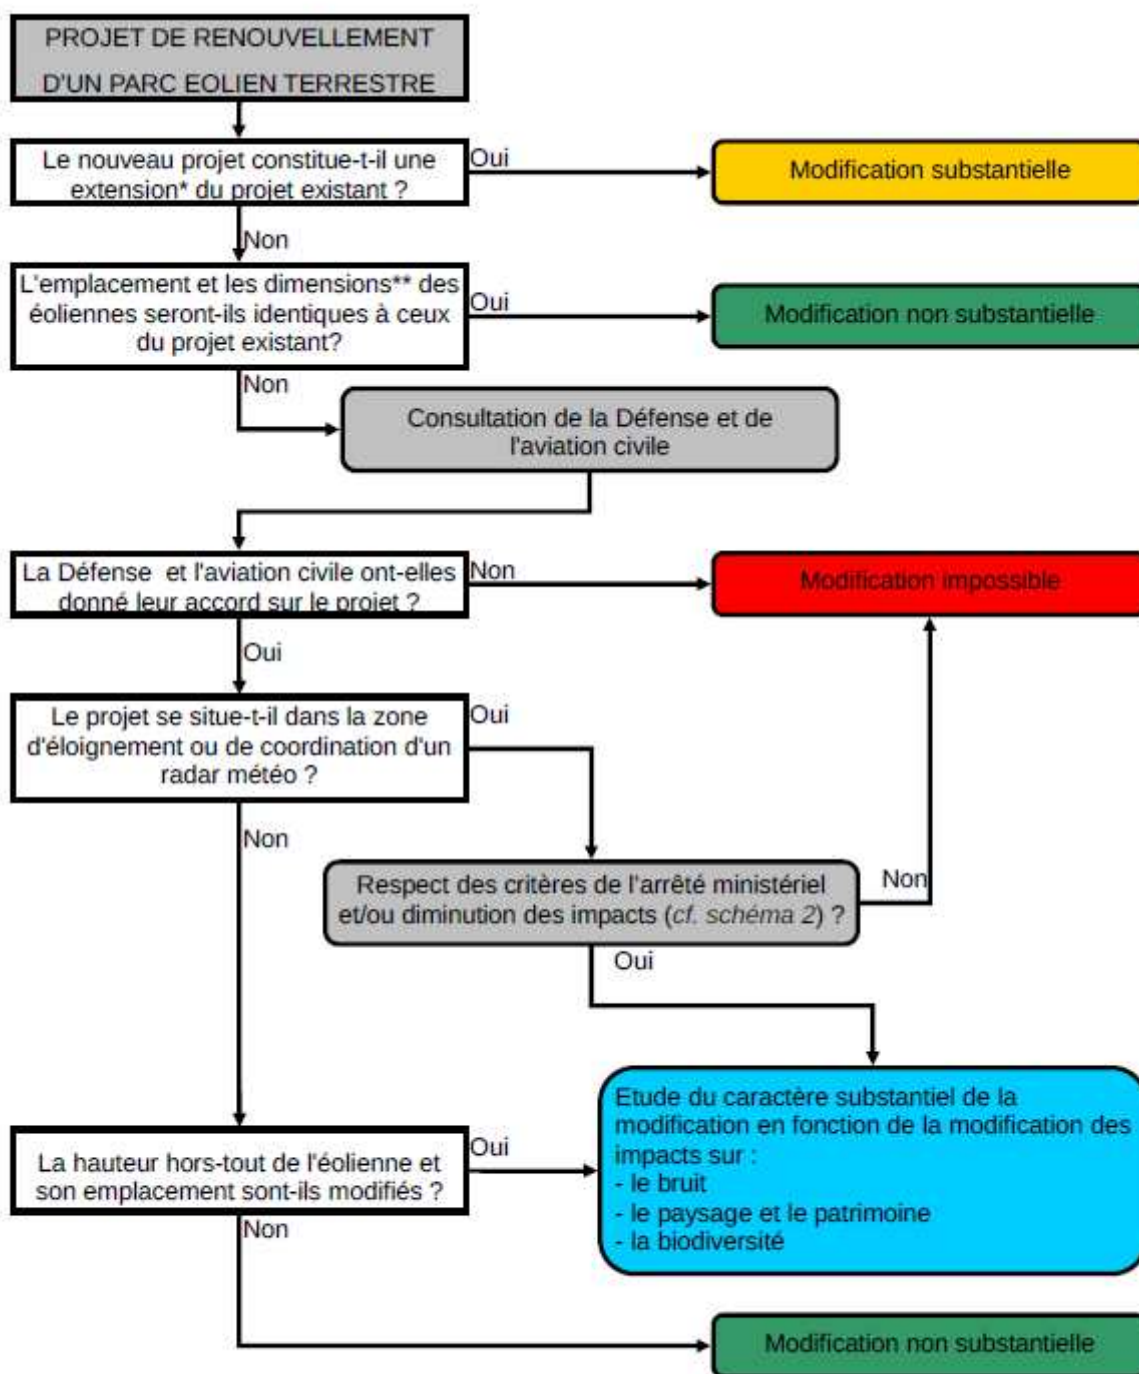 PROJET DE RENOUVELLEMENT
D'UN PARC EOLIEN TERRESTRE
Le nouveau projet constitue-t-il une
extension* du projet existant ?
Oui
Modification substantielle
Non
L'emplacement et les dimensions** des
éoliennes seront-ils identiques à ceux
du projet existant?
Oui
Modification non substantielle
Non
Consultation de la Défense et de
l'aviation civile
La Défense et l'aviation civile ont-elles
donné leur accord sur le projet ?
Non
Modification impossible
Oui
Le projet se situe-t-il dans la zone
d'éloignement ou de coordination d'un
radar météo ?
Oui
Non
Respect des critères de l'arrêté ministériel
et/ou diminution des impacts (cf. schéma 2) ?
Non
Oui
Etude du caractère substantiel de la
modification en fonction de la modification des
impacts sur :
- le bruit
- le paysage et le patrimoine
- la biodiversité
La hauteur hors-tout de l'éolienne et
son emplacement sont-ils modifiés ?
Oui
Non
Modification non substantielle